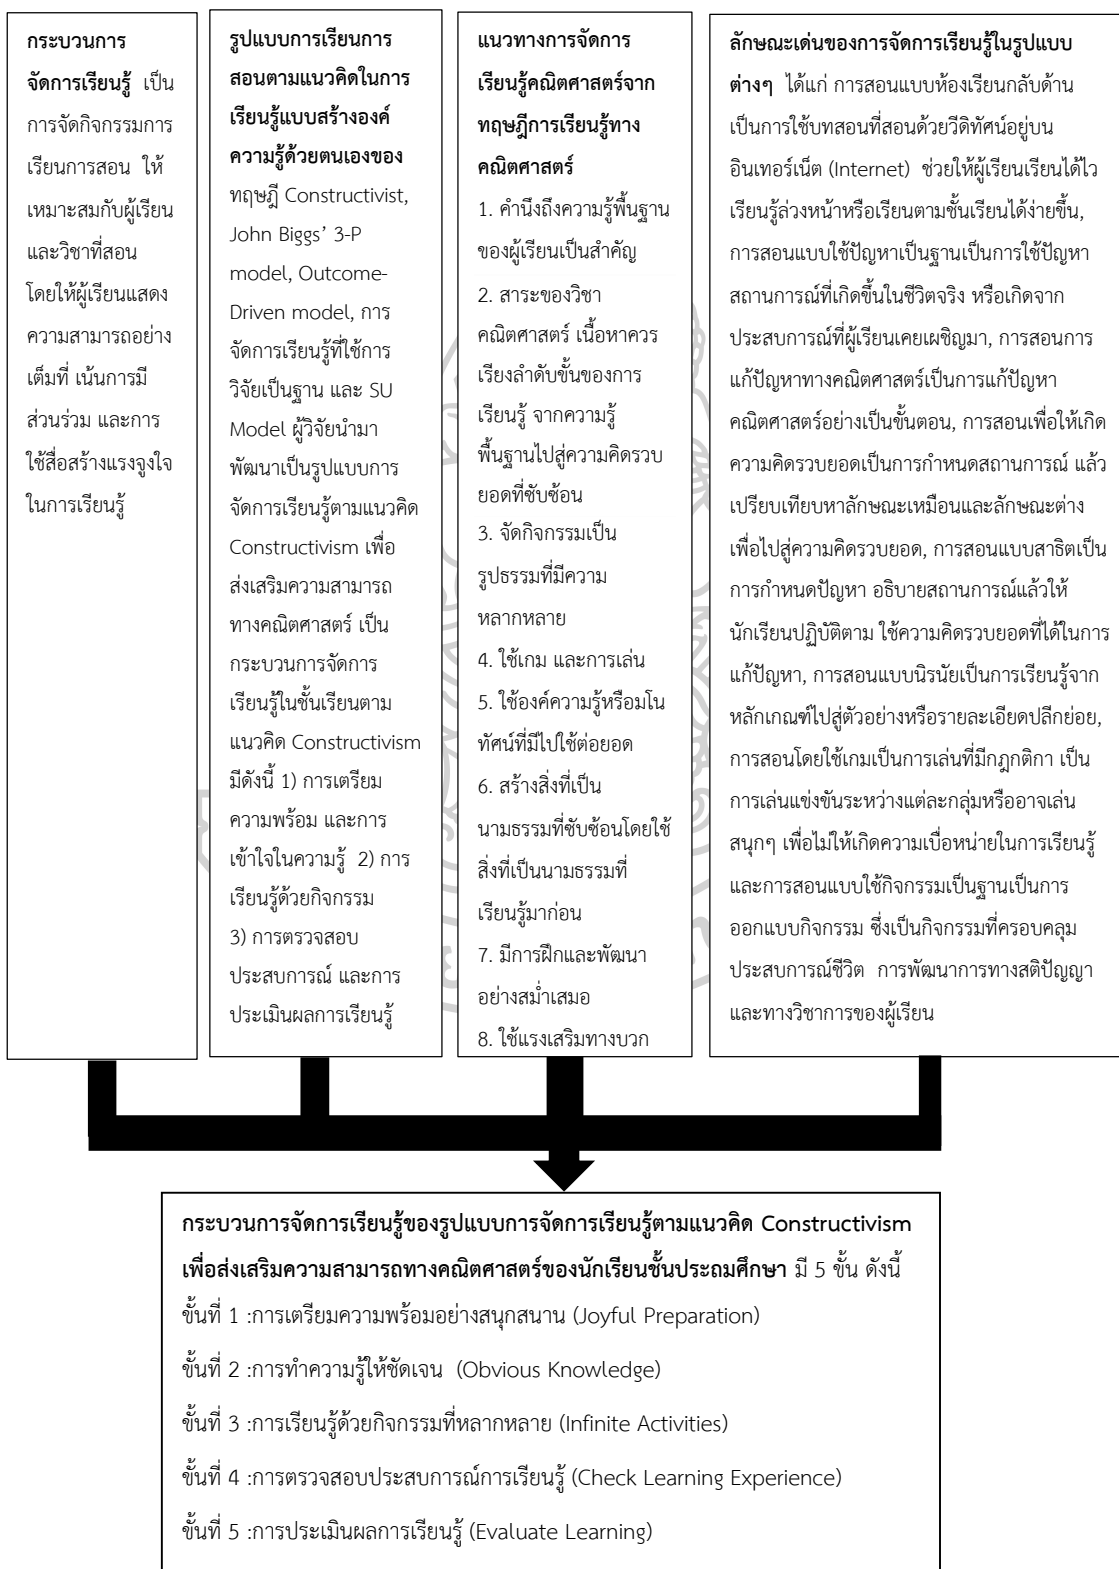 กระบวนการ
จัดการเรียนรู้ เป็น
การจัดกิจกรรมการ
เรียนการสอน ให้
เหมาะสมกับผู้เรียน
และวิชาที่สอน
โดยให้ผู้เรียนแสดง
ความสามารถอย่าง
เต็มที่ เน้นการมี
ส่วนร่วม และการ
ใช้สื่อสร้างแรงจูงใจ
ในการเรียนรู้
รูปแบบการเรียนการ
สอนตามแนวคิดในการ
เรียนรู้แบบสร้างองค์
ความรู้ด้วยตนเองของ
ทฤษฎี Constructivist,
John Biggs’ 3-P
model, Outcome-
Driven model, การ
จัดการเรียนรู้ที่ใช้การ
วิจัยเป็นฐาน และ SU
Model ผู้วิจัยนำมา
พัฒนาเป็นรูปแบบการ
จัดการเรียนรู้ตามแนวคิด
Constructivism เพื่อ
ส่งเสริมความสามารถ
ทางคณิตศาสตร์ เป็น
กระบวนการจัดการ
เรียนรู้ในชั้นเรียนตาม
แนวคิด Constructivism
มีดังนี้ 1) การเตรียม
ความพร้อม และการ
เข้าใจในความรู้ 2) การ
เรียนรู้ด้วยกิจกรรม
3) การตรวจสอบ
ประสบการณ์ และการ
ประเมินผลการเรียนรู้
แนวทางการจัดการ
เรียนรู้คณิตศาสตร์จาก
ทฤษฎีการเรียนรู้ทาง
คณิตศาสตร์
1. คำนึงถึงความรู้พื้นฐาน
ของผู้เรียนเป็นสำคัญ
2. สาระของวิชา
คณิตศาสตร์ เนื้อหาควร
เรียงลำดับขั้นของการ
เรียนรู้ จากความรู้
พื้นฐานไปสู่ความคิดรวบ
ยอดที่ซับซ้อน
3. จัดกิจกรรมเป็น
รูปธรรมที่มีความ
หลากหลาย
4. ใช้เกม และการเล่น
5. ใช้องค์ความรู้หรือมโน
ทัศน์ที่มีไปใช้ต่อยอด
6. สร้างสิ่งที่เป็น
นามธรรมที่ซับซ้อนโดยใช้
สิ่งที่เป็นนามธรรมที่
เรียนรู้มาก่อน
7. มีการฝึกและพัฒนา
อย่างสม่ำเสมอ
8. ใช้แรงเสริมทางบวก
ลักษณะเด่นของการจัดการเรียนรู้ในรูปแบบ
ต่างๆ ได้แก่ การสอนแบบห้องเรียนกลับด้าน
เป็นการใช้บทสอนที่สอนด้วยวีดิทัศน์อยู่บน
อินเทอร์เน็ต (Internet) ช่วยให้ผู้เรียนเรียนได้ไว
เรียนรู้ล่วงหน้าหรือเรียนตามชั้นเรียนได้ง่ายขึ้น,
การสอนแบบใช้ปัญหาเป็นฐานเป็นการใช้ปัญหา
สถานการณ์ที่เกิดขึ้นในชีวิตจริง หรือเกิดจาก
ประสบการณ์ที่ผู้เรียนเคยเผชิญมา, การสอนการ
แก้ปัญหาทางคณิตศาสตร์เป็นการแก้ปัญหา
คณิตศาสตร์อย่างเป็นขั้นตอน, การสอนเพื่อให้เกิด
ความคิดรวบยอดเป็นการกำหนดสถานการณ์ แล้ว
เปรียบเทียบหาลักษณะเหมือนและลักษณะต่าง
เพื่อไปสู่ความคิดรวบยอด, การสอนแบบสาธิตเป็น
การกำหนดปัญหา อธิบายสถานการณ์แล้วให้
นักเรียนปฏิบัติตาม ใช้ความคิดรวบยอดที่ได้ในการ
แก้ปัญหา, การสอนแบบนิรนัยเป็นการเรียนรู้จาก
หลักเกณฑ์ไปสู่ตัวอย่างหรือรายละเอียดปลีกย่อย,
การสอนโดยใช้เกมเป็นการเล่นที่มีกฎกติกา เป็น
การเล่นแข่งขันระหว่างแต่ละกลุ่มหรืออาจเล่น
สนุกๆ เพื่อไม่ให้เกิดความเบื่อหน่ายในการเรียนรู้
และการสอนแบบใช้กิจกรรมเป็นฐานเป็นการ
ออกแบบกิจกรรม ซึ่งเป็นกิจกรรมที่ครอบคลุม
ประสบการณ์ชีวิต การพัฒนาการทางสติปัญญา
และทางวิชาการของผู้เรียน
กระบวนการจัดการเรียนรู้ของรูปแบบการจัดการเรียนรู้ตามแนวคิด Constructivism
เพื่อส่งเสริมความสามารถทางคณิตศาสตร์ของนักเรียนชั้นประถมศึกษา มี 5 ขั้น ดังนี้
ขั้นที่ 1 :การเตรียมความพร้อมอย่างสนุกสนาน (Joyful Preparation)
ขั้นที่ 2 :การทำความรู้ให้ชัดเจน (Obvious Knowledge)
ขั้นที่ 3 :การเรียนรู้ด้วยกิจกรรมที่หลากหลาย (Infinite Activities)
ขั้นที่ 4 :การตรวจสอบประสบการณ์การเรียนรู้ (Check Learning Experience)
ขั้นที่ 5 :การประเมินผลการเรียนรู้ (Evaluate Learning)